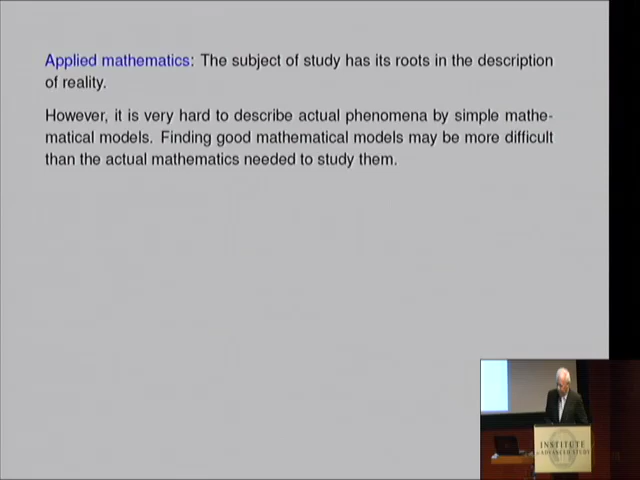 Applied mathematics: The subject of study has its roots in the description
of reality.
However, it is very hard to describe actual phenomena by simple mathe-
matical models. Finding good mathematical models may be more difficult
than the actual mathematics needed to study them.
INSTITUTE
for ADVANCED STUDY